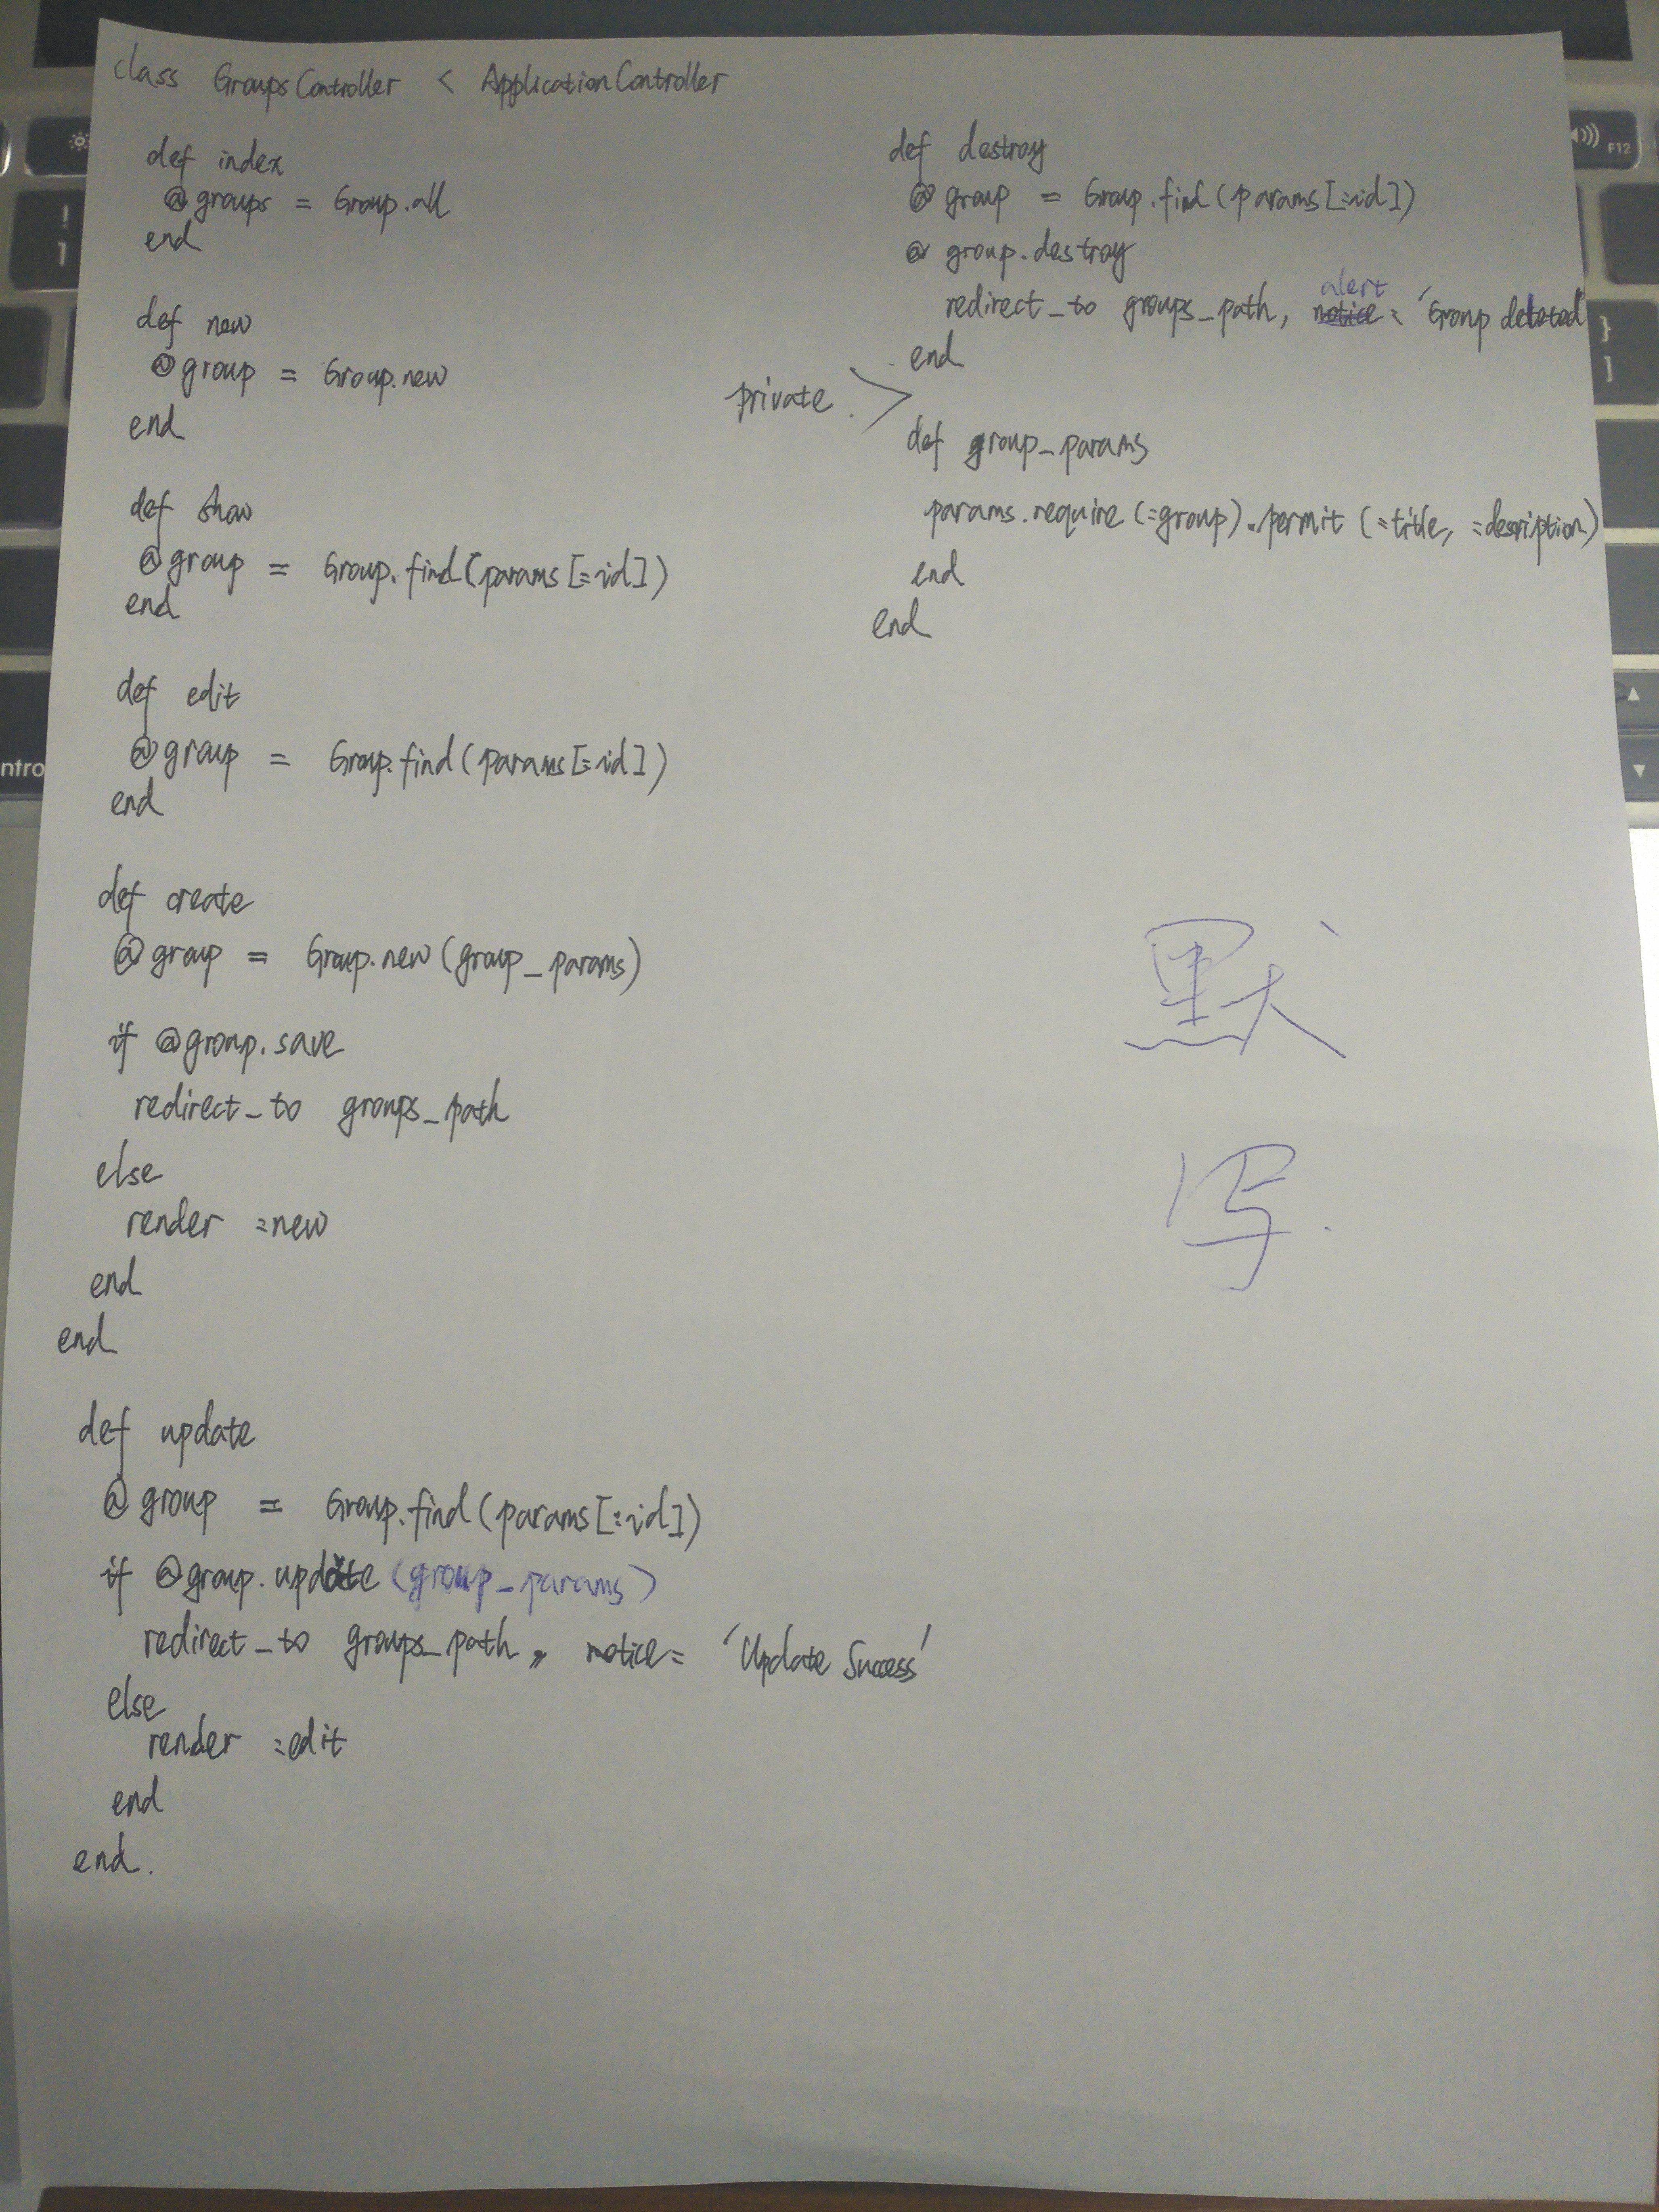 class GroupsController < ApplicationController
def index
@groups = Group.all
end
def new
@group = Group.new
end
def show
@group = Group.find(params[:id])
end
def edit
@group = Group.find(params[:id])
end
def create
@group = Group.new(group_params)
if @group.save
redirect_to groups_path
else
render :new
end
end
def update
@group = Group.find(params[:id])
if @group.update (group_params)
redirect_to groups_path, notice: 'Update Success'
else
render :edit
end
end.
def destroy
@group = Group.find(params[:id])
@group.destroy
alert
redirect_to groups_path, notice: 'Group deleted
end
private
def group_params
params.require(:group).permit(:title, :description)
end
end
默
写.
F12
!
1
}
]
ntro